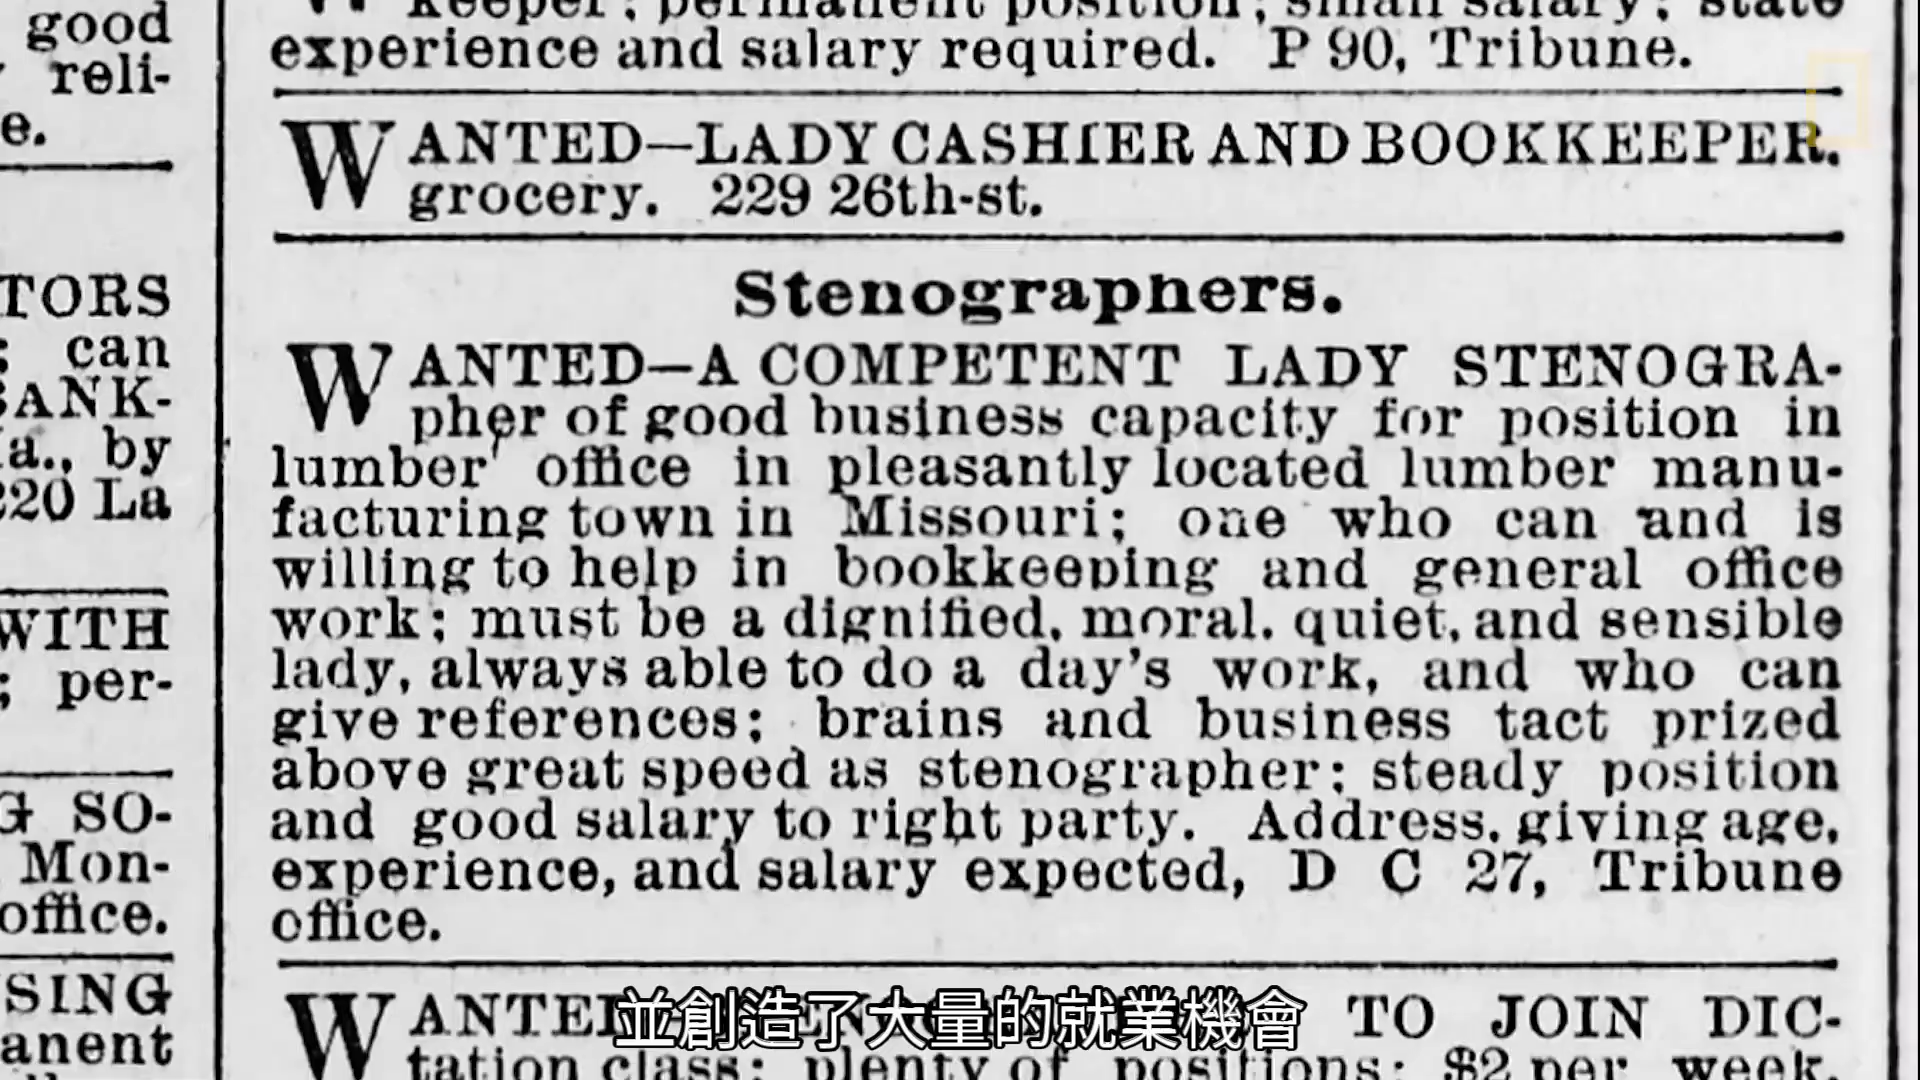 good
reli-
e.
TORS
; can
BANK-
a., by
220 La
WITH
; per-
G SO-
Mon-
office.
SING
anent
keeper; permanent position; small salary; state
experience and salary required. P 90, Tribune.
WANTED—LADY CASHIER AND BOOKKEEPER.
grocery. 229 26th-st.
Stenographers.
WANTED—A COMPETENT LADY STENOGRA-
pher of good business capacity for position in
lumber office in pleasantly located lumber manu-
facturing town in Missouri; one who can and is
willing to help in bookkeeping and general office
work; must be a dignified, moral, quiet, and sensible
lady, always able to do a day's work, and who can
give references; brains and business tact prized
above great speed as stenographer; steady position
and good salary to right party. Address, giving age,
experience, and salary expected, D C 27, Tribune
office.
WANTED TO JOIN DIC-
tation class; plenty of positions; $2 per week.
並創造了大量的就業機會